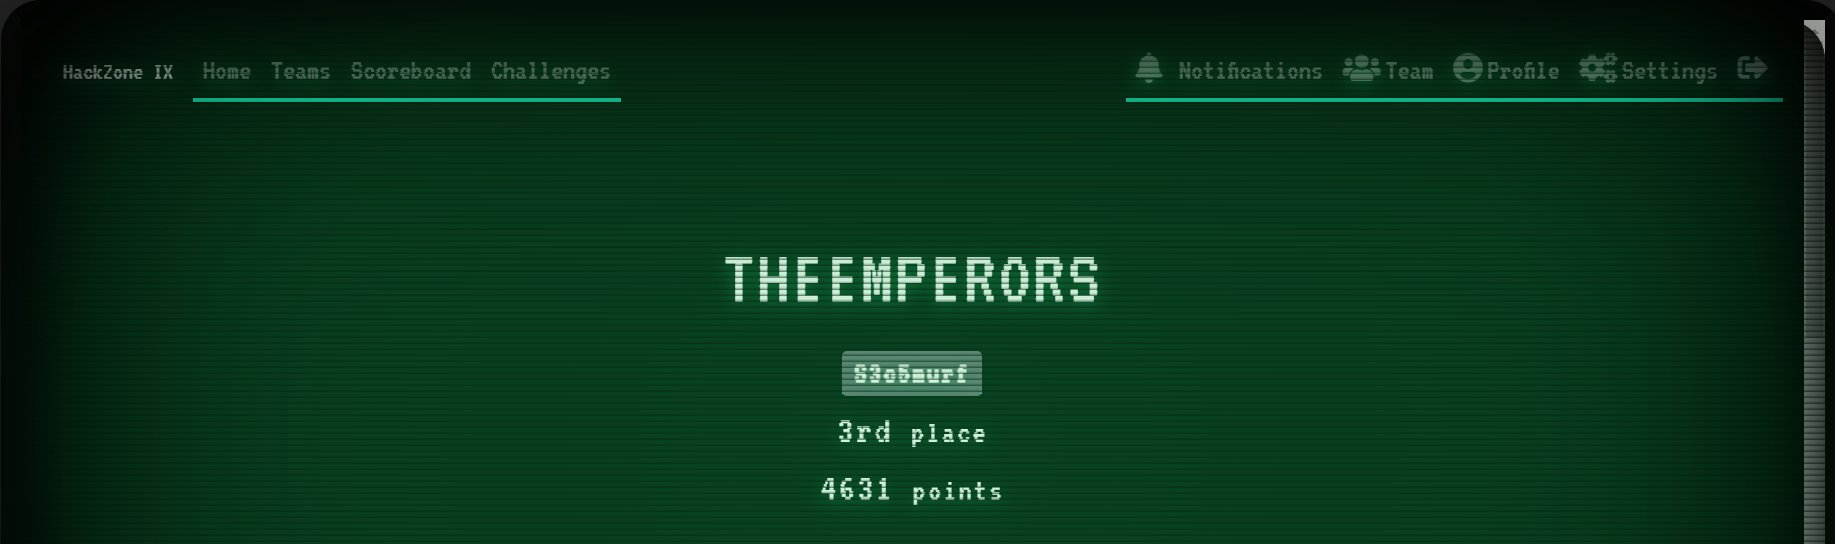 HackZone IX Home Teams Scoreboard Challenges Notifications Team Profile Settings
THEEMPERORS
S3c5murf
3rd place
4631 points